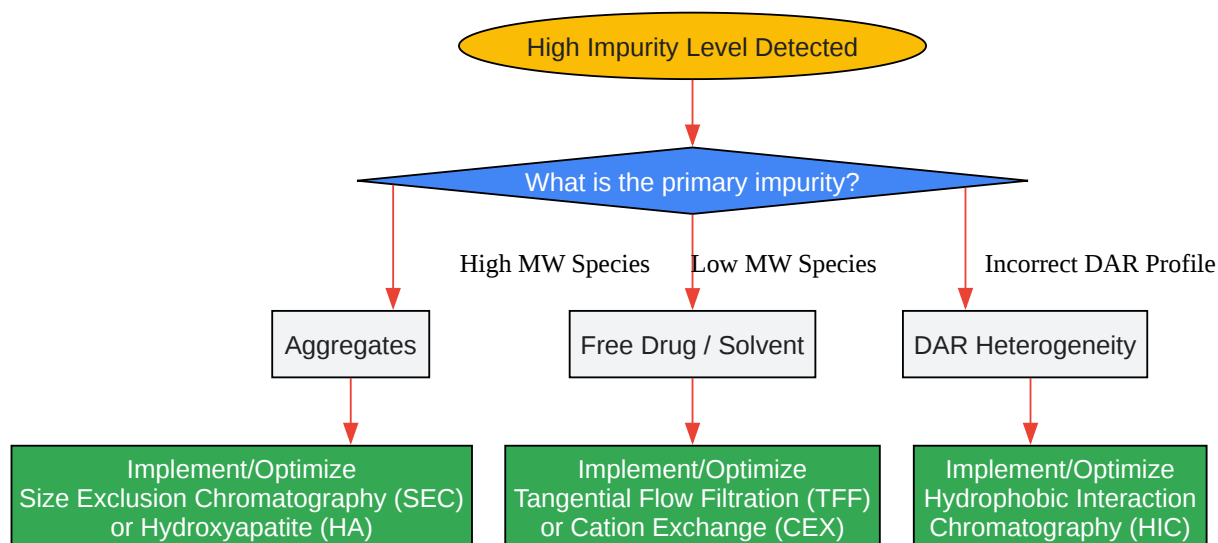 High Impurity Level Detected
What is the primary impurity?
High MW Species
Low MW Species
Incorrect DAR Profile
Aggregates
Free Drug / Solvent
DAR Heterogeneity
Implement/Optimize
Size Exclusion Chromatography (SEC)
or Hydroxyapatite (HA)
Implement/Optimize
Tangential Flow Filtration (TFF)
or Cation Exchange (CEX)
Implement/Optimize
Hydrophobic Interaction
Chromatography (HIC)